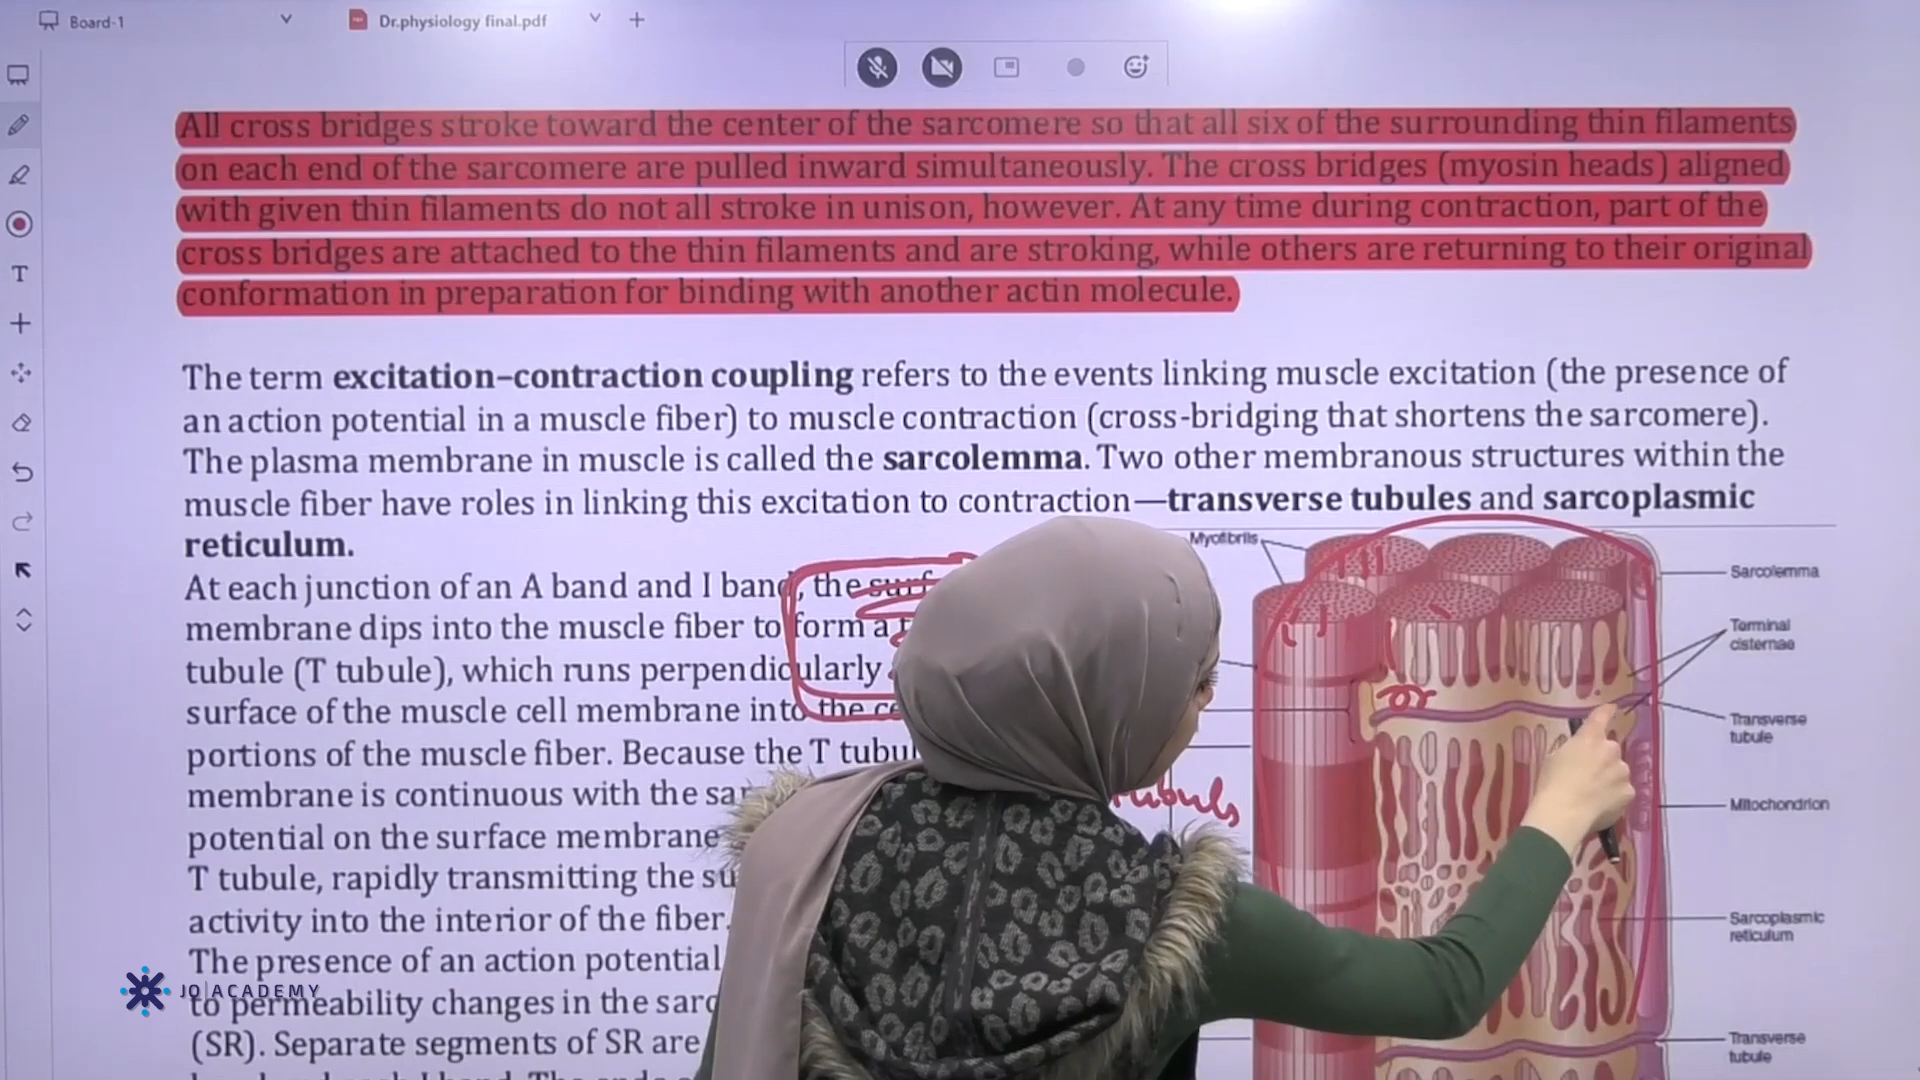 Board-1
Dr.physiology final.pdf
All cross bridges stroke toward the center of the sarcomere so that all six of the surrounding thin filaments
on each end of the sarcomere are pulled inward simultaneously. The cross bridges (myosin heads) aligned
with given thin filaments do not all stroke in unison, however. At any time during contraction, part of the
cross bridges are attached to the thin filaments and are stroking, while others are returning to their original
conformation in preparation for binding with another actin molecule.
The term excitation–contraction coupling refers to the events linking muscle excitation (the presence of
an action potential in a muscle fiber) to muscle contraction (cross-bridging that shortens the sarcomere).
The plasma membrane in muscle is called the sarcolemma. Two other membranous structures within the
muscle fiber have roles in linking this excitation to contraction—transverse tubules and sarcoplasmic
reticulum.
At each junction of an A band and I band, the
membrane dips into the muscle fiber to form a
tubule (T tubule), which runs perpendicularly
surface of the muscle cell membrane into the
portions of the muscle fiber. Because the T
membrane is continuous with the
potential on the surface membrane
T tubule, rapidly transmitting the
activity into the interior of the fiber.
The presence of an action potential
to permeability changes in the
(SR). Separate segments of SR are
Myofibrils
Sarcolemma
Terminal
cisternae
Transverse
tubule
Mitochondrion
Sarcoplasmic
reticulum
Transverse
tubule
JO ACADEMY